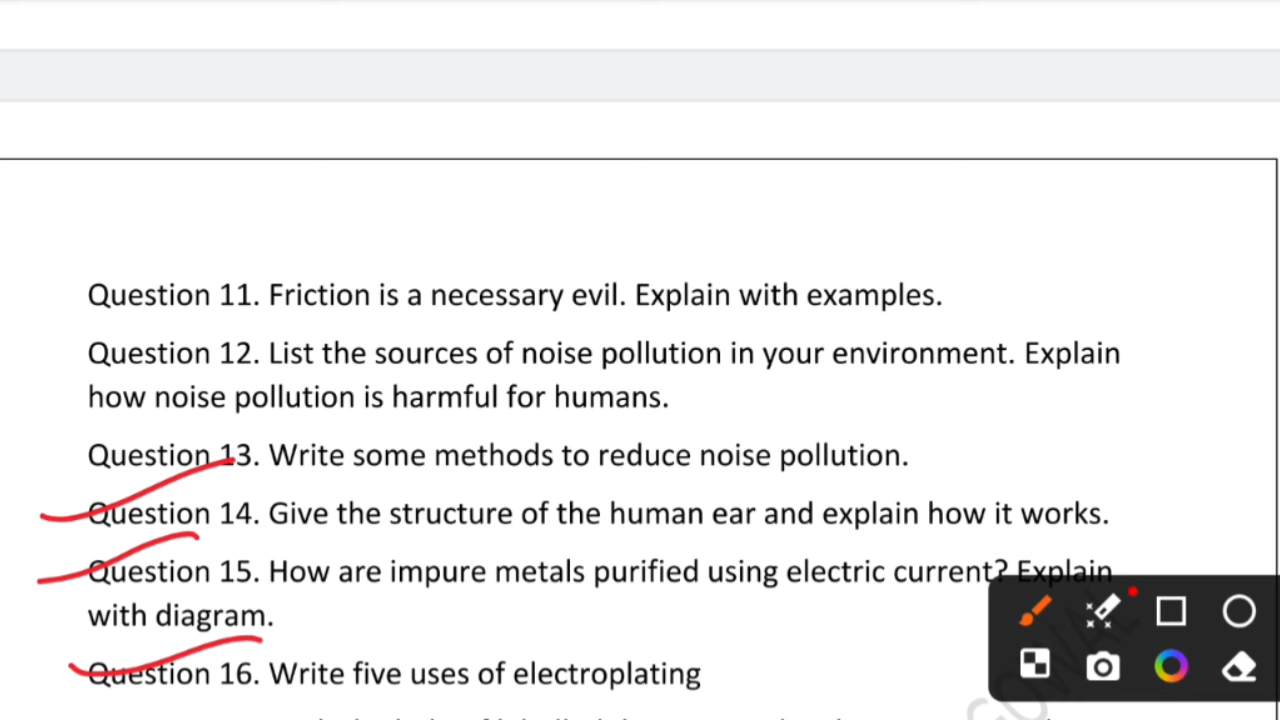 Question 11. Friction is a necessary evil. Explain with examples.
Question 12. List the sources of noise pollution in your environment. Explain
how noise pollution is harmful for humans.
Question 13. Write some methods to reduce noise pollution.
Question 14. Give the structure of the human ear and explain how it works.
Question 15. How are impure metals purified using electric current? Explain
with diagram.
Question 16. Write five uses of electroplating